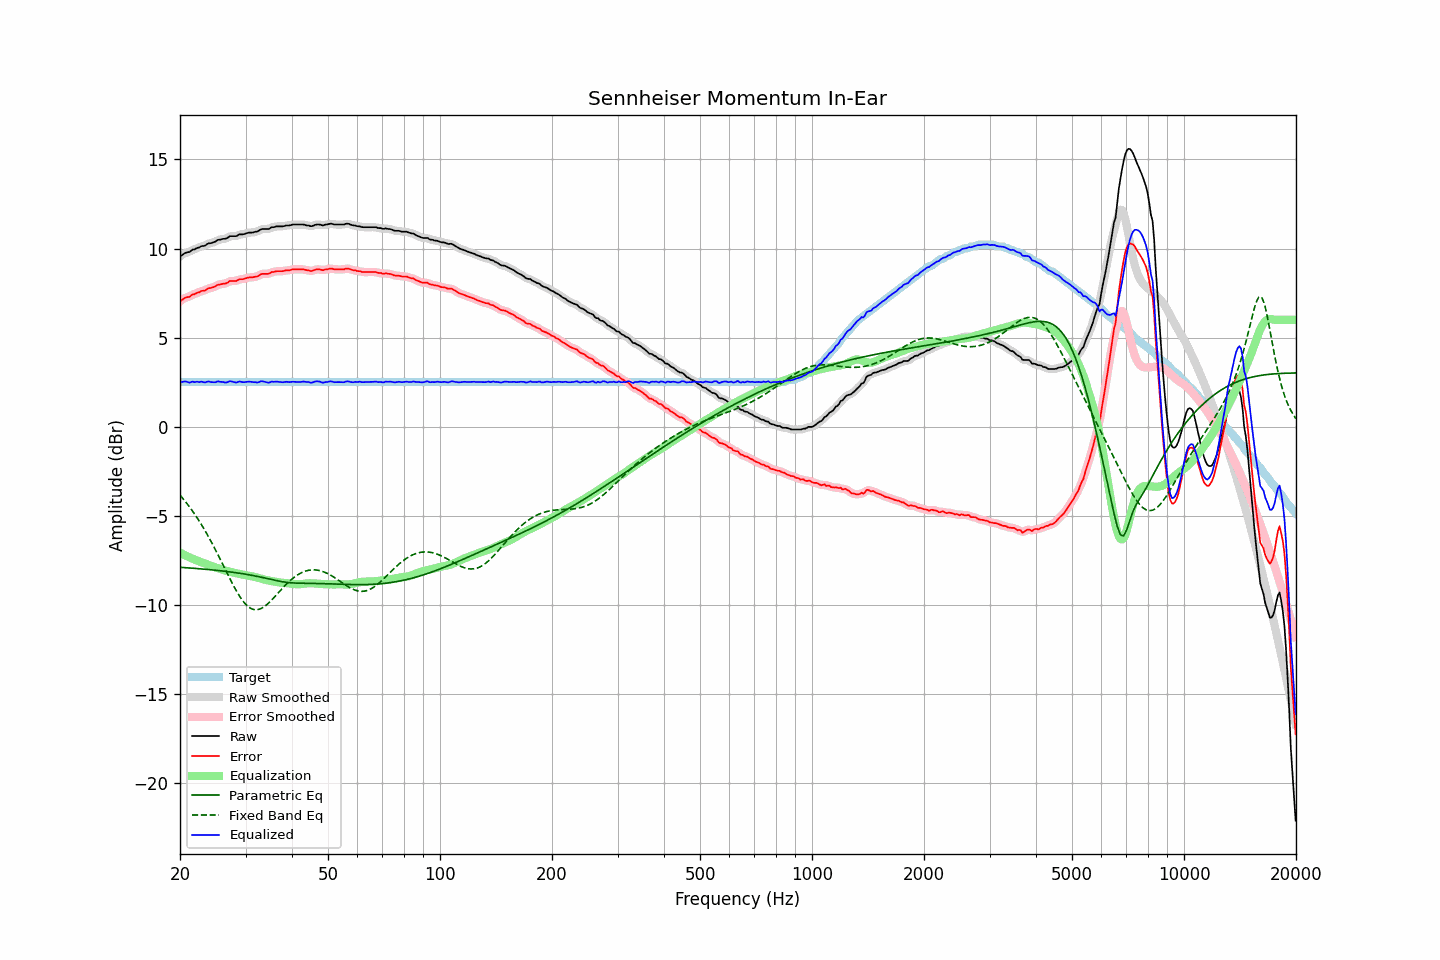 Sennheiser Momentum In-Ear
Amplitude (dBr)
15
10
5
0
−5
−10
−15
−20
Target
Raw Smoothed
Error Smoothed
Raw
Error
Equalization
Parametric Eq
Fixed Band Eq
Equalized
20 50 100 200 500 1000 2000 5000 10000 20000
Frequency (Hz)